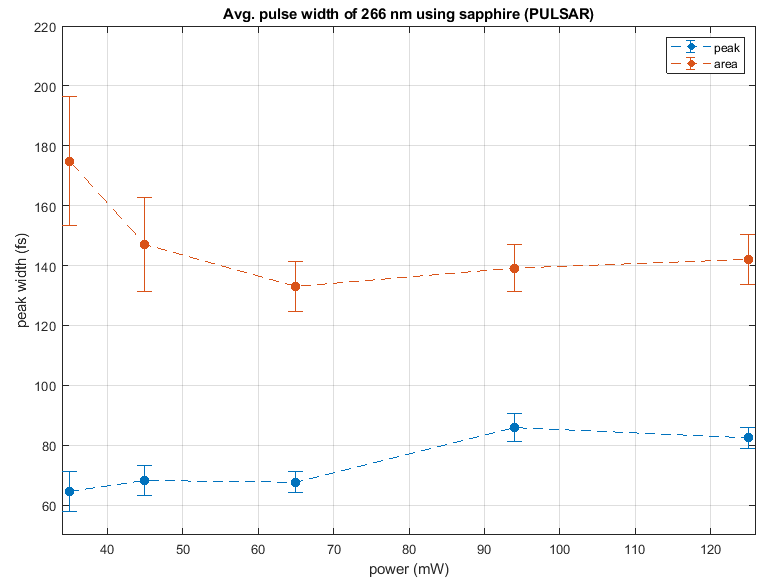 Avg. pulse width of 266 nm using sapphire (PULSAR)
peak
area
220
200
180
160
140
120
100
80
60
peak width (fs)
40 50 60 70 80 90 100 110 120
power (mW)